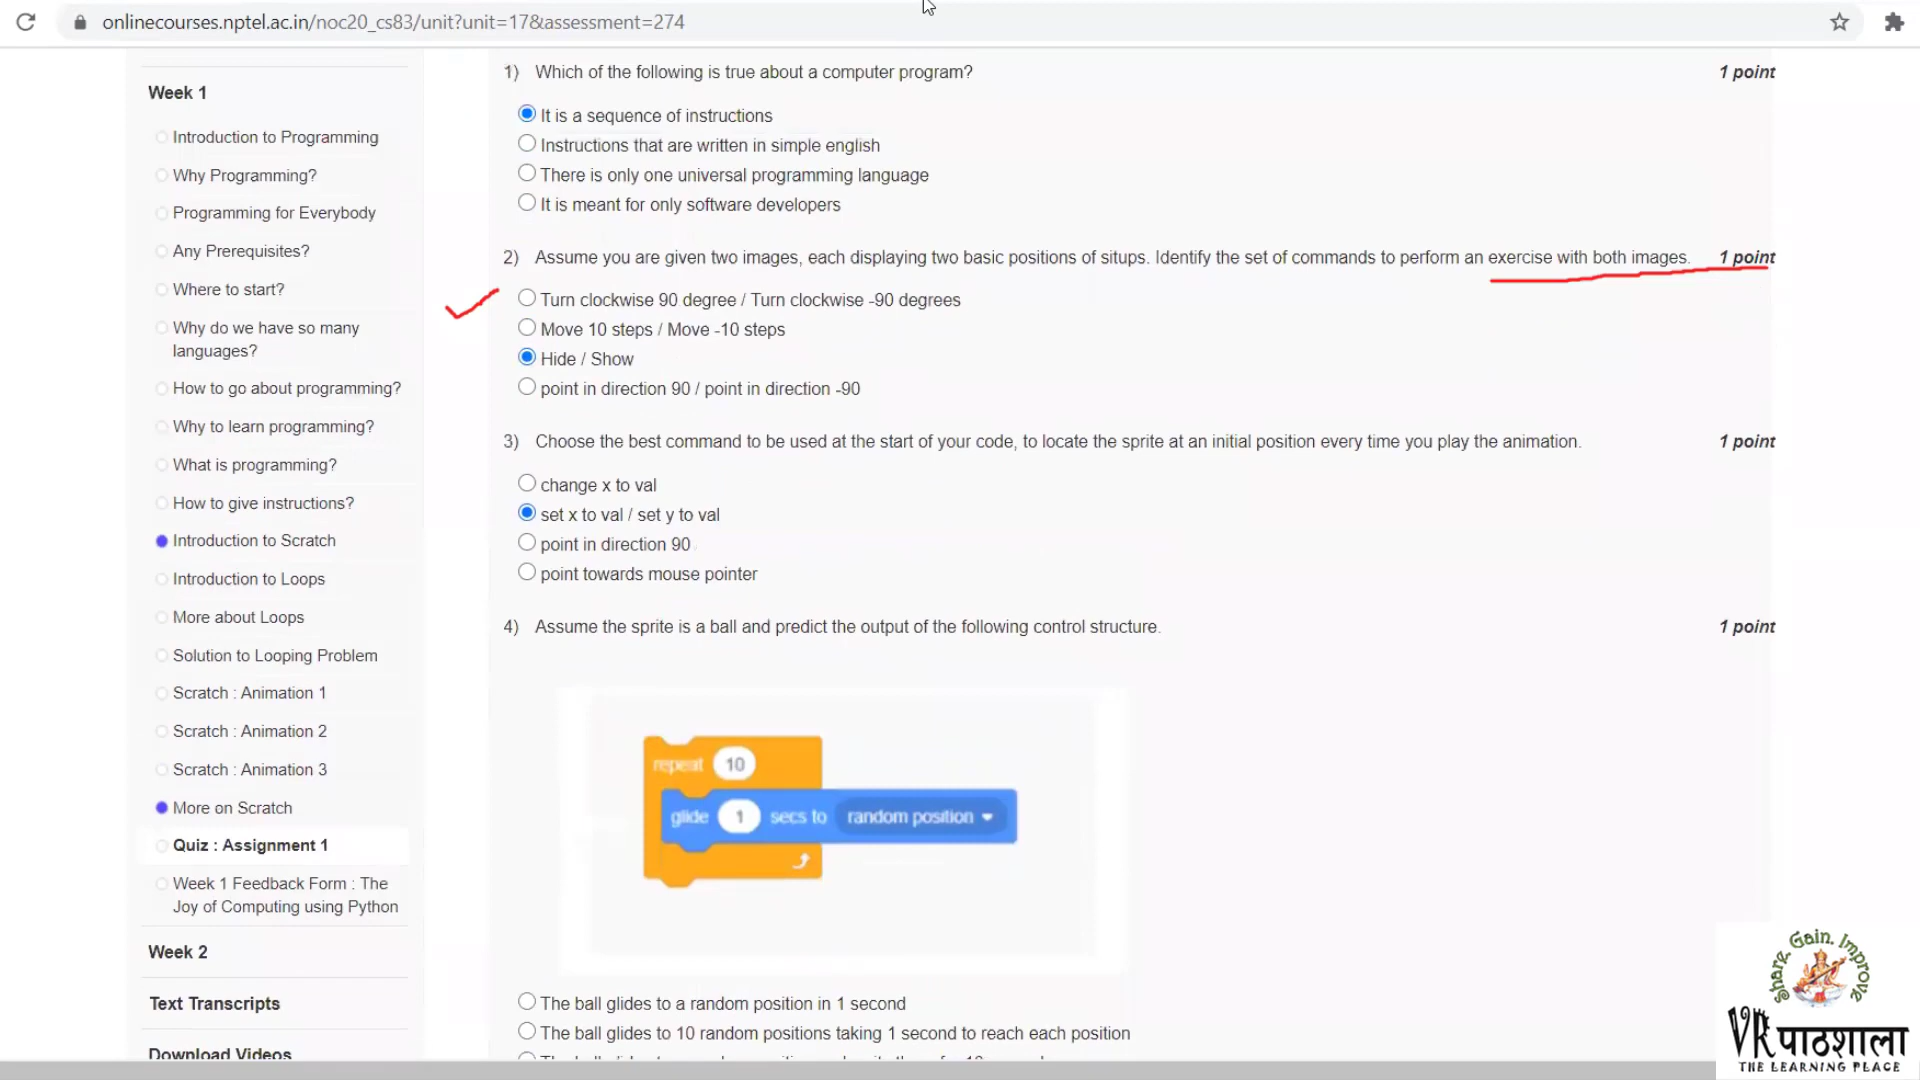 onlinecourses.nptel.ac.in/noc20_cs83/unit?unit=17&assessment=274
Week 1
Introduction to Programming
Why Programming?
Programming for Everybody
Any Prerequisites?
Where to start?
Why do we have so many
languages?
How to go about programming?
Why to learn programming?
What is programming?
How to give instructions?
Introduction to Scratch
Introduction to Loops
More about Loops
Solution to Looping Problem
Scratch : Animation 1
Scratch : Animation 2
Scratch : Animation 3
More on Scratch
Quiz : Assignment 1
Week 1 Feedback Form : The
Joy of Computing using Python
Week 2
Text Transcripts
Download Videos
1) Which of the following is true about a computer program? 1 point
It is a sequence of instructions
Instructions that are written in simple english
There is only one universal programming language
It is meant for only software developers
2) Assume you are given two images, each displaying two basic positions of situps. Identify the set of commands to perform an exercise with both images. 1 point
Turn clockwise 90 degree / Turn clockwise -90 degrees
Move 10 steps / Move -10 steps
Hide / Show
point in direction 90 / point in direction -90
3) Choose the best command to be used at the start of your code, to locate the sprite at an initial position every time you play the animation. 1 point
change x to val
set x to val / set y to val
point in direction 90
point towards mouse pointer
4) Assume the sprite is a ball and predict the output of the following control structure. 1 point
repeat 10
glide 1 secs to random position
The ball glides to a random position in 1 second
The ball glides to 10 random positions taking 1 second to reach each position
Share. Gain. Improve
VR पाठशाला
THE LEARNING PLACE